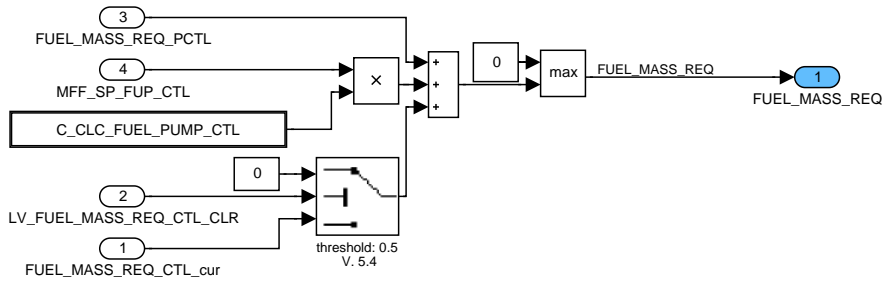 3
FUEL_MASS_REQ_PCTL
4
MFF_SP_FUP_CTL
×
C_CLC_FUEL_PUMP_CTL
+
+
+
0
max
FUEL_MASS_REQ
1
FUEL_MASS_REQ
0
2
LV_FUEL_MASS_REQ_CTL_CLR
1
FUEL_MASS_REQ_CTL_cur
threshold: 0.5
V. 5.4